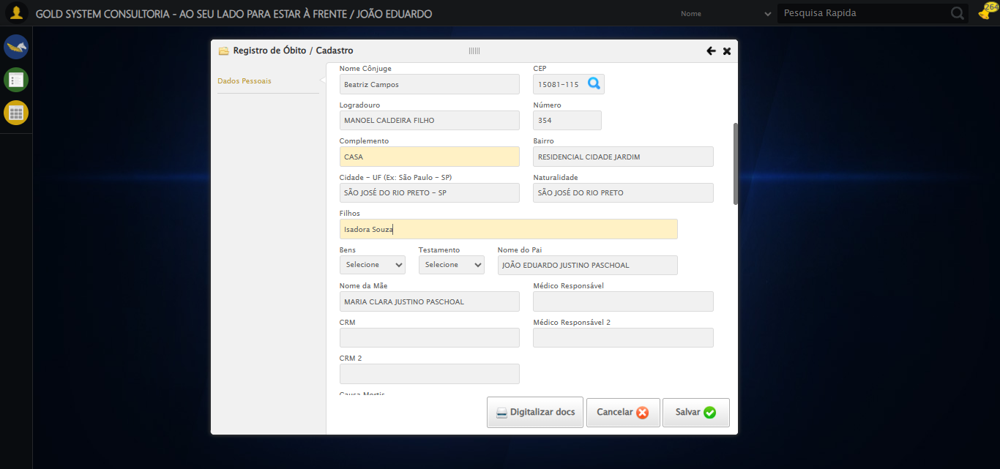 GOLD SYSTEM CONSULTORIA - AO SEU LADO PARA ESTAR À FRENTE / JOÃO EDUARDO
Nome
Pesquisa Rapida
264
Registro de Óbito / Cadastro
Dados Pessoais
Nome Cônjuge CEP
Beatriz Campos 15081-115
Logradouro Número
MANOEL CALDEIRA FILHO 354
Complemento Bairro
CASA RESIDENCIAL CIDADE JARDIM
Cidade - UF (Ex: São Paulo - SP) Naturalidade
SÃO JOSÉ DO RIO PRETO - SP SÃO JOSÉ DO RIO PRETO
Filhos
Isadora Souza
Bens Testamento Nome do Pai
Selecione Selecione JOÃO EDUARDO JUSTINO PASCHOAL
Nome da Mãe Médico Responsável
MARIA CLARA JUSTINO PASCHOAL
CRM Médico Responsável 2
CRM 2
Causa Mortis
Digitalizar docs Cancelar Salvar